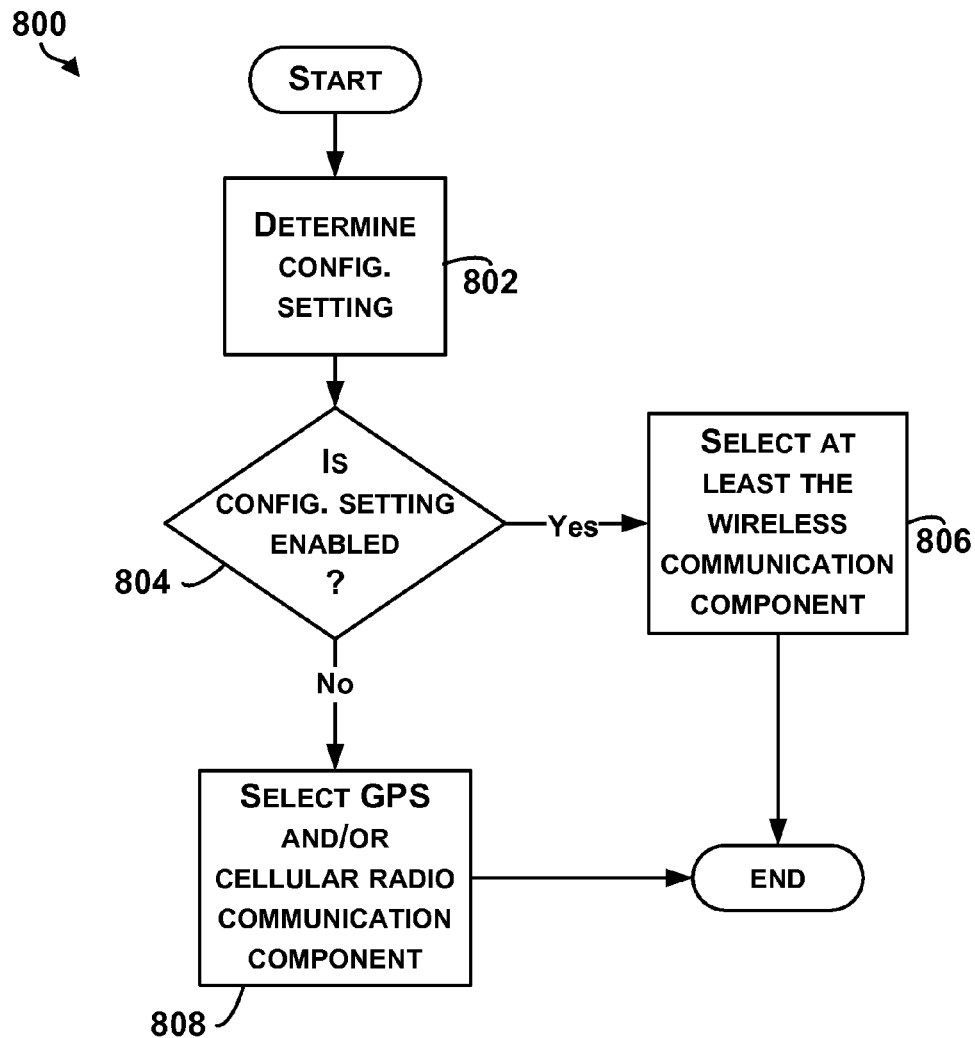 800
START
DETERMINE
CONFIG.
SETTING
802
IS
CONFIG. SETTING
ENABLED
?
804
Yes
SELECT AT
LEAST THE
WIRELESS
COMMUNICATION
COMPONENT
806
NO
SELECT GPS
AND/OR
CELLULAR RADIO
COMMUNICATION
COMPONENT
808
END